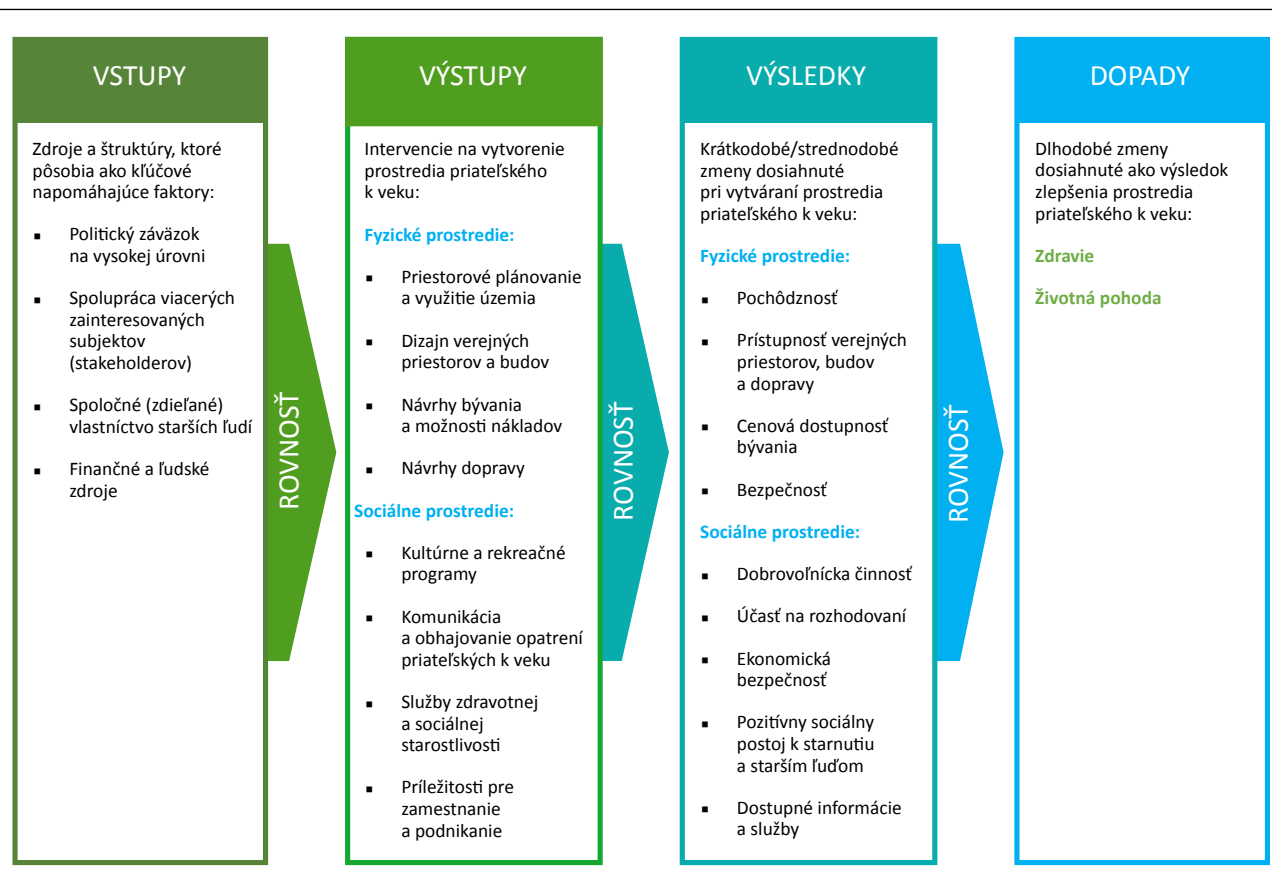 VSTUPY
Zdroje a štruktúry, ktoré
pôsobia ako kľúčové
napomáhajúce faktory:
▪ Politický záväzok
na vysokej úrovni
▪ Spolupráca viacerých
zainteresovaných
subjektov
(stakeholderov)
▪ Spoločné (zdieľané)
vlastníctvo starších ľudí
▪ Finančné a ľudské
zdroje
ROVNOSŤ
VÝSTUPY
Intervencie na vytvorenie
prostredia priateľského
k veku:
Fyzické prostredie:
▪ Priestorové plánovanie
a využitie územia
▪ Dizajn verejných
priestorov a budov
▪ Návrhy bývania
a možnosti nákladov
▪ Návrhy dopravy
Sociálne prostredie:
▪ Kultúrne a rekreačné
programy
▪ Komunikácia
a obhajovanie opatrení
priateľských k veku
▪ Služby zdravotnej
a sociálnej
starostlivosti
▪ Príležitosti pre
zamestnanie
a podnikanie
ROVNOSŤ
VÝSLEDKY
Krátkodobé/strednodobé
zmeny dosiahnuté
pri vytváraní prostredia
priateľského k veku:
Fyzické prostredie:
▪ Pochôdznosť
▪ Prístupnosť verejných
priestorov, budov
a dopravy
▪ Cenová dostupnosť
bývania
▪ Bezpečnosť
Sociálne prostredie:
▪ Dobrovoľnícka činnosť
▪ Účasť na rozhodovaní
▪ Ekonomická
bezpečnosť
▪ Pozitívny sociálny
postoj k starnutiu
a starším ľuďom
▪ Dostupné informácie
a služby
ROVNOSŤ
DOPADY
Dlhodobé zmeny
dosiahnuté ako výsledok
zlepšenia prostredia
priateľského k veku:
Zdravie
Životná pohoda